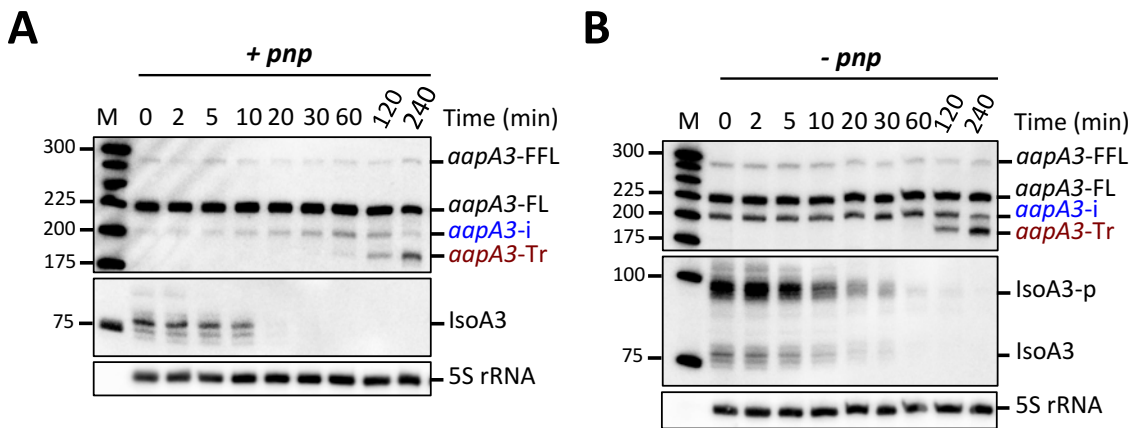 A
+ pnp
M 0 2 5 10 20 30 60 120 240 Time (min)
300
225
200
175
aapA3-FFL
aapA3-FL
aapA3-i
aapA3-Tr
75
IsoA3
5S rRNA
B
- pnp
M 0 2 5 10 20 30 60 120 240 Time (min)
300
225
200
175
aapA3-FFL
aapA3-FL
aapA3-i
aapA3-Tr
100
75
IsoA3-p
IsoA3
5S rRNA